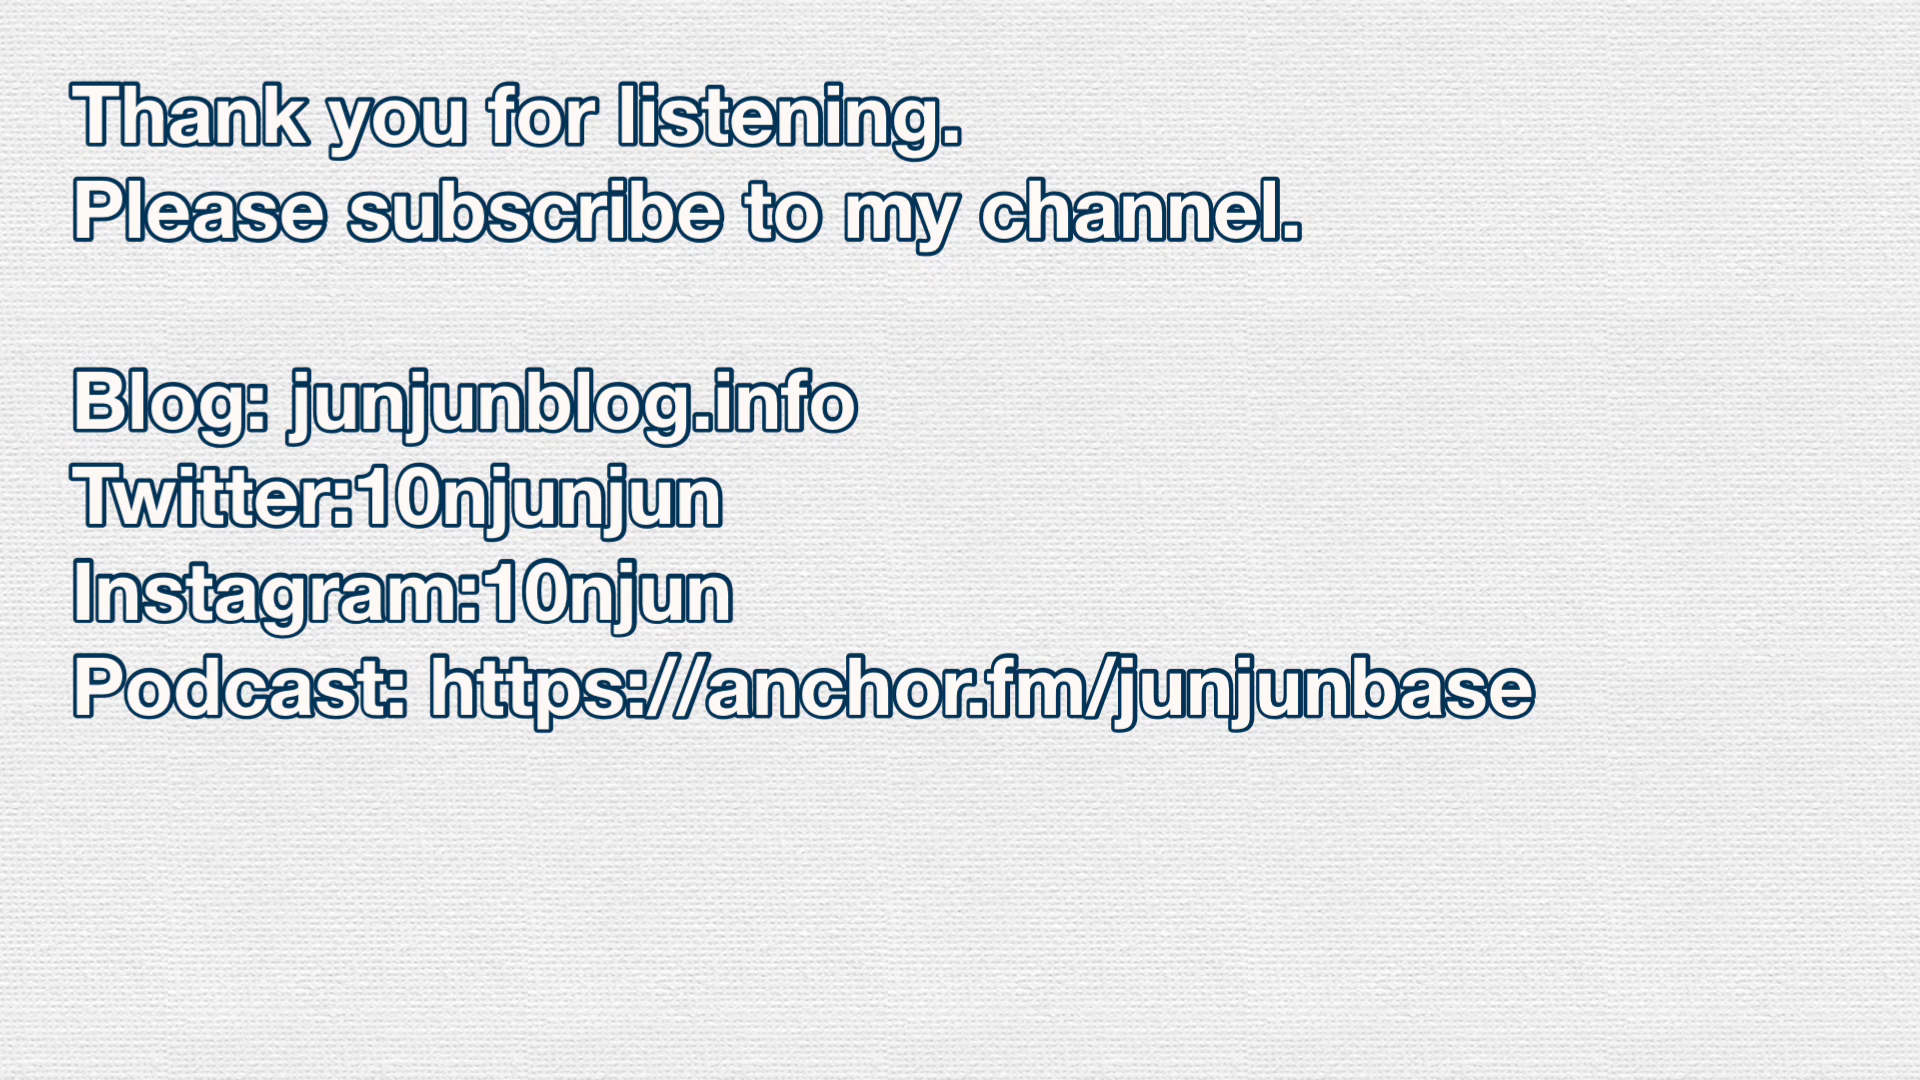 Thank you for listening.
Please subscribe to my channel.
Blog: junjunblog.info
Twitter:10njunjun
Instagram:10njun
Podcast: https://anchor.fm/junjunbase